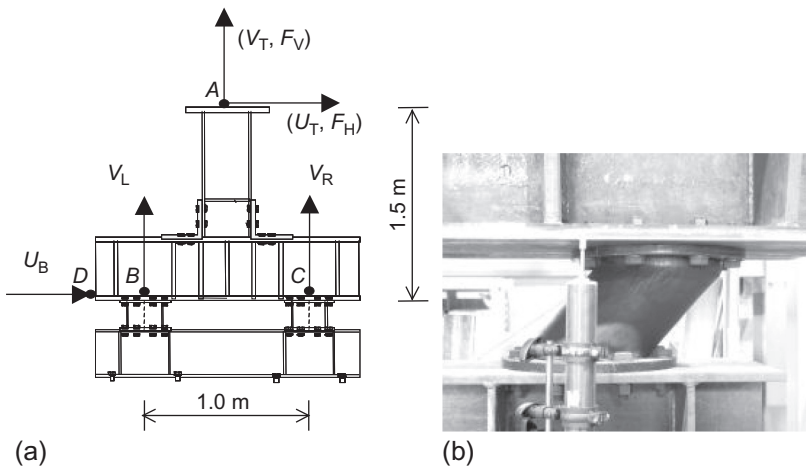 (V_T, F_V)
A
(U_T, F_H)
V_L
V_R
U_B
D
B
C
1.5 m
1.0 m
(a)
(b)